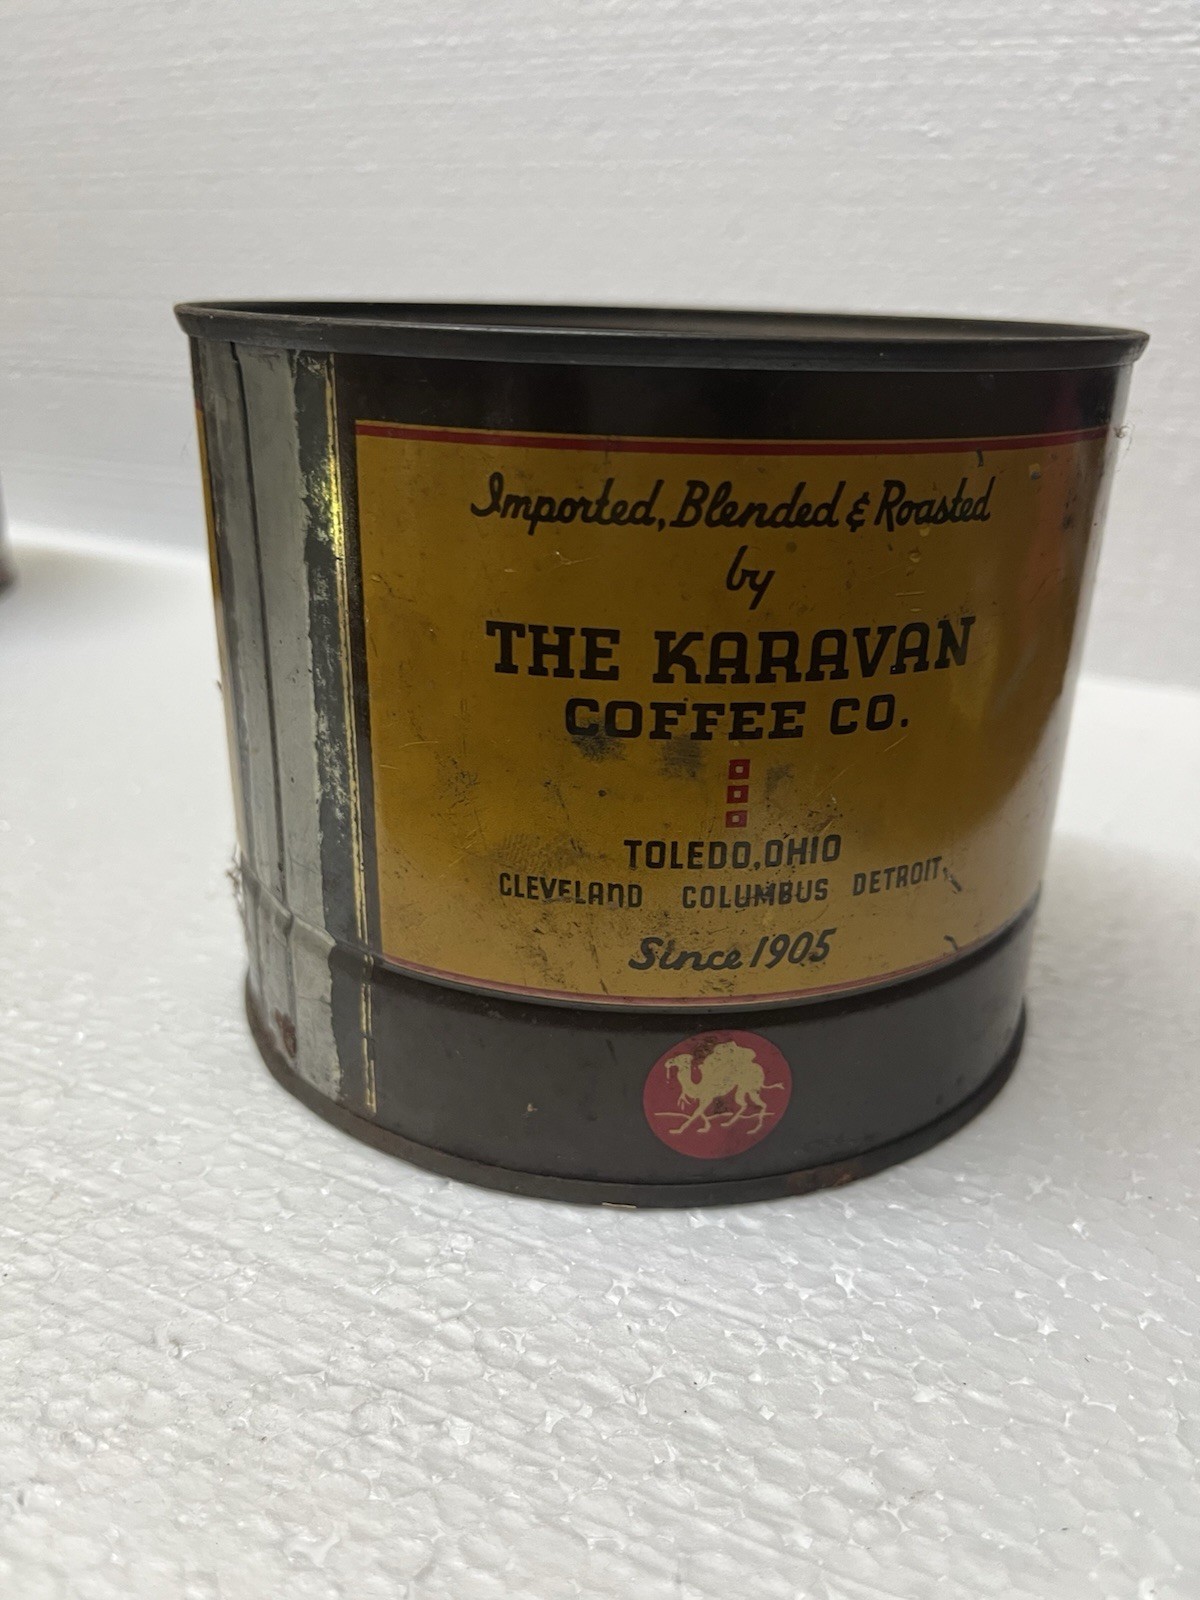 Imported, Blended & Roasted
by
THE KARAVAN
COFFEE CO.
TOLEDO, OHIO
CLEVELAND COLUMBUS DETROIT
Since 1905